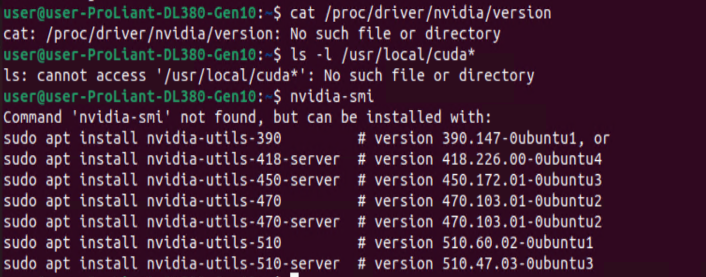 user@user-ProLiant-DL380-Gen10:~$ cat /proc/driver/nvidia/version
cat: /proc/driver/nvidia/version: No such file or directory
user@user-ProLiant-DL380-Gen10:~$ ls -l /usr/local/cuda*
ls: cannot access '/usr/local/cuda*': No such file or directory
user@user-ProLiant-DL380-Gen10:~$ nvidia-smi
Command 'nvidia-smi' not found, but can be installed with:
sudo apt install nvidia-utils-390         # version 390.147-0ubuntu1, or
sudo apt install nvidia-utils-418-server  # version 418.226.00-0ubuntu4
sudo apt install nvidia-utils-450-server  # version 450.172.01-0ubuntu3
sudo apt install nvidia-utils-470         # version 470.103.01-0ubuntu2
sudo apt install nvidia-utils-470-server  # version 470.103.01-0ubuntu2
sudo apt install nvidia-utils-510         # version 510.60.02-0ubuntu1
sudo apt install nvidia-utils-510-server  # version 510.47.03-0ubuntu3